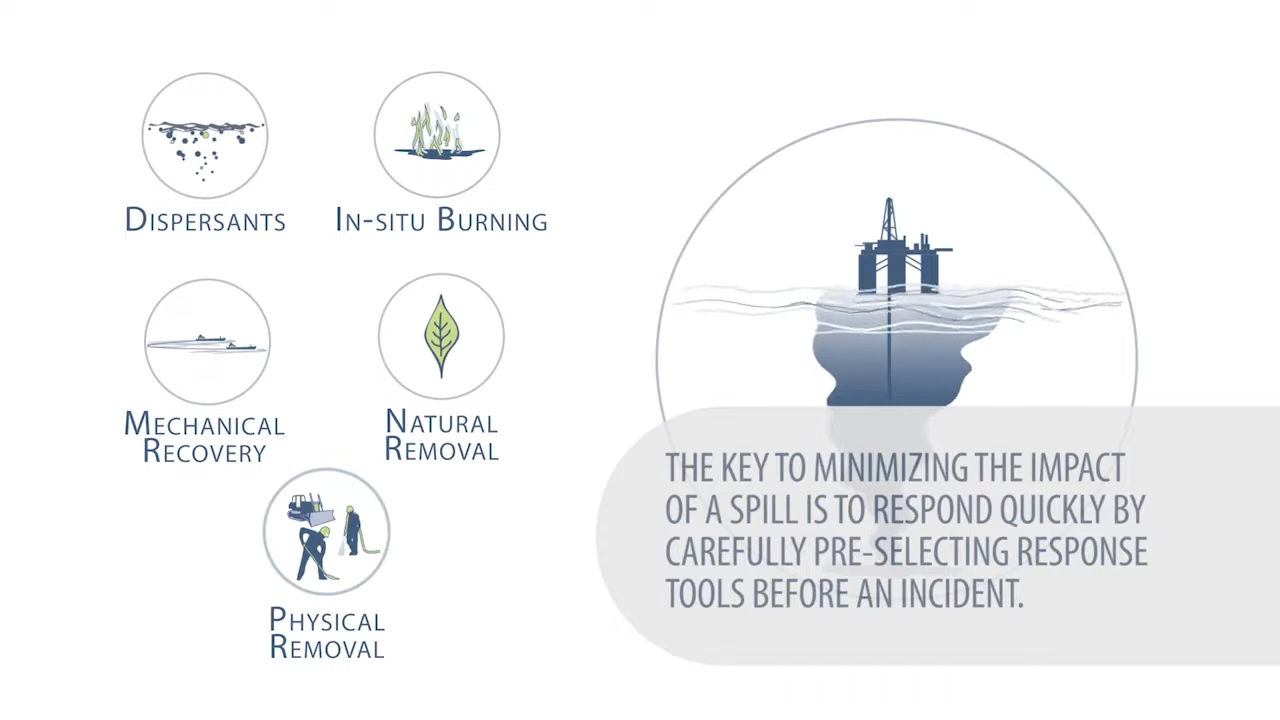 Dispersants
In-situ Burning
Mechanical
Recovery
Natural
Removal
Physical
Removal
THE KEY TO MINIMIZING THE IMPACT
OF A SPILL IS TO RESPOND QUICKLY BY
CAREFULLY PRE-SELECTING RESPONSE
TOOLS BEFORE AN INCIDENT.